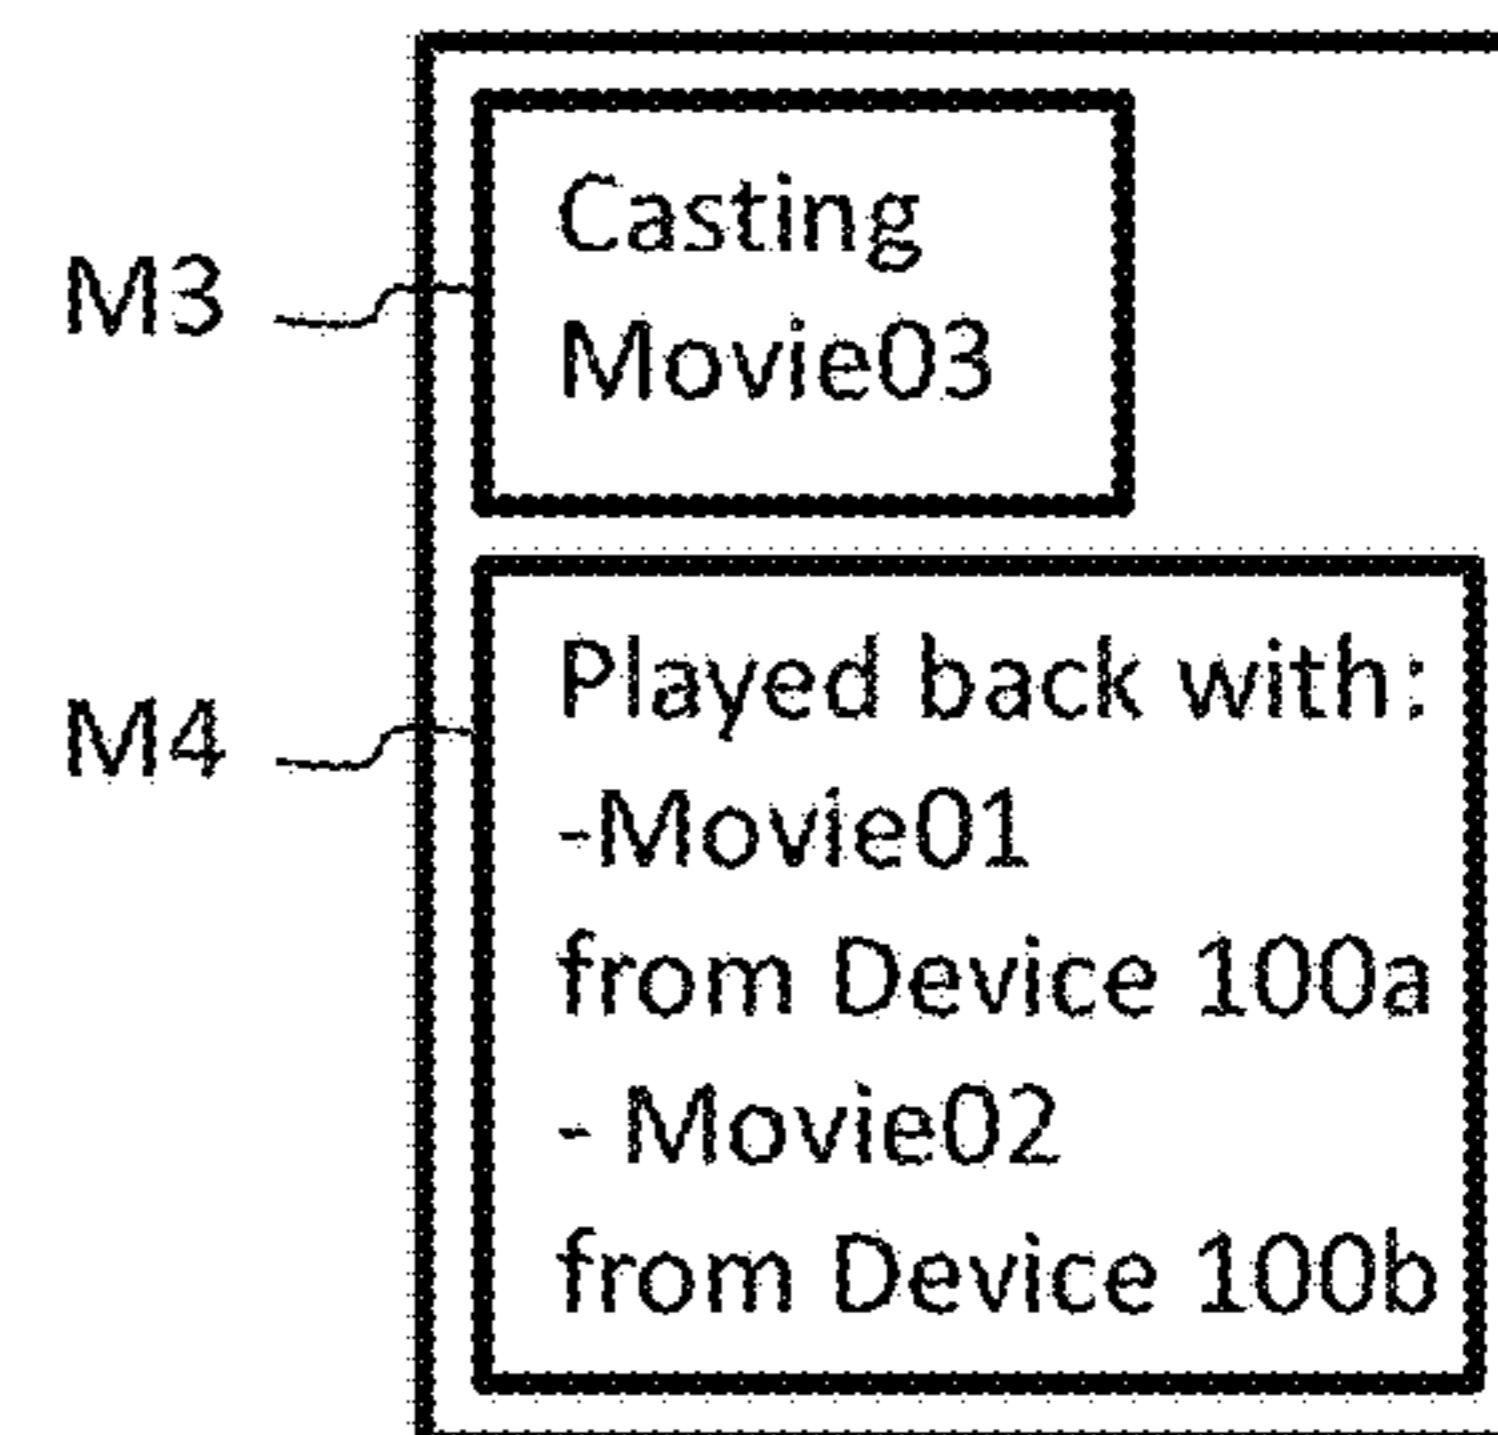 Casting
M3
Movie03
Played back with:
M4
-Movie01
from Device 100a
- Movie02
from Device 100b